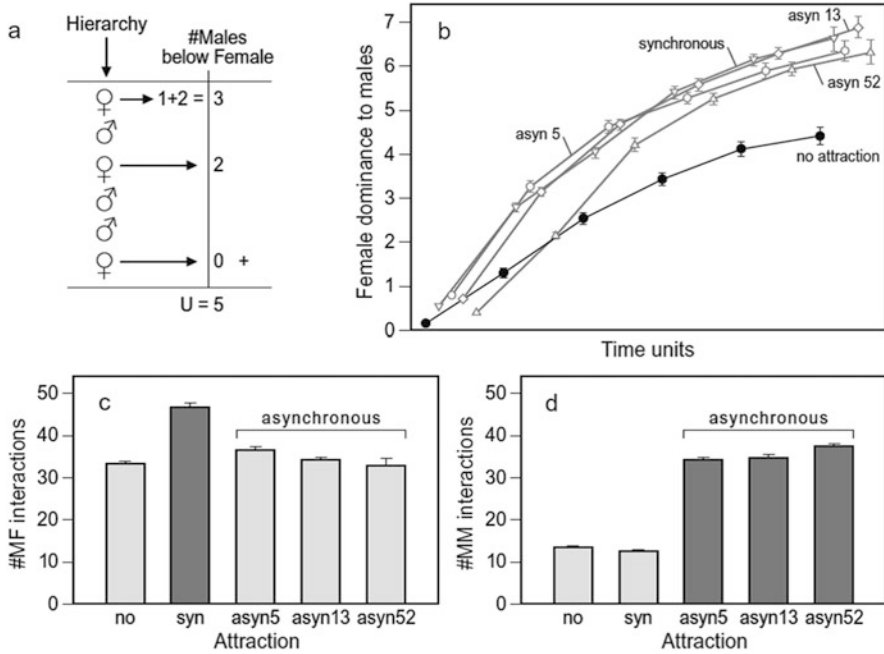 a
Hierarchy
#Males
below Female
♀ 1+2 = 3
♂
♀ 2
♂
♂
♀ 0 +
U = 5
b
Female dominance to males
7
6
5
4
3
2
1
0
asyn 13
synchronous
asyn 52
asyn 5
no attraction
Time units
c
#MF interactions
50
40
30
20
10
0
asynchronous
no syn asyn5 asyn13 asyn52
Attraction
d
#MM interactions
50
40
30
20
10
0
asynchronous
no syn asyn5 asyn13 asyn52
Attraction